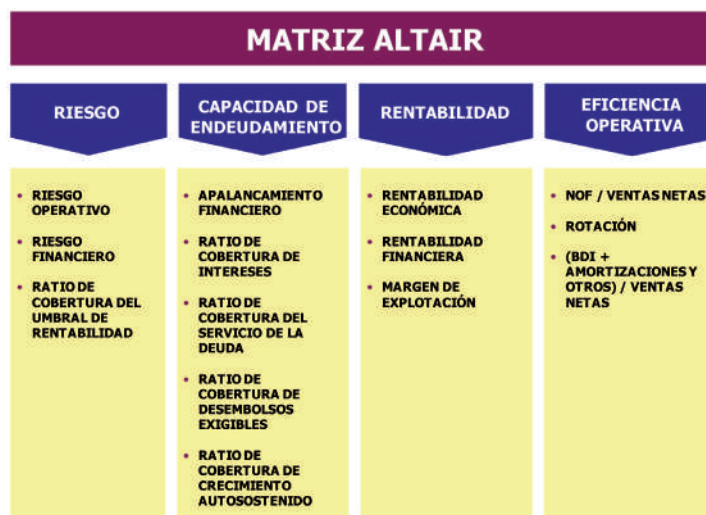 MATRIZ ALTAIR
RIESGO
RIESGO
OPERATIVO
RIESGO
FINANCIERO
RATIO DE
COBERTURA DEL
UMBRAL DE
RENTABILIDAD
CAPACIDAD DE
ENDEUDAMIENTO
APALANCAMIENTO
FINANCIERO
RATIO DE
COBERTURA DE
INTERESES
RATIO DE
COBERTURA DEL
SERVICIO DE LA
DEUDA
RATIO DE
COBERTURA DE
DESEMBOLSOS
EXIGIBLES
RATIO DE
COBERTURA DE
CRECIMIENTO
AUTOSOSTENIDO
RENTABILIDAD
RENTABILIDAD
ECONÓMICA
RENTABILIDAD
FINANCIERA
MARGEN DE
EXPLOTACIÓN
EFICIENCIA
OPERATIVA
NOF / VENTAS NETAS
ROTACIÓN
(BDI +
AMORTIZACIONES Y
OTROS) / VENTAS
NETAS